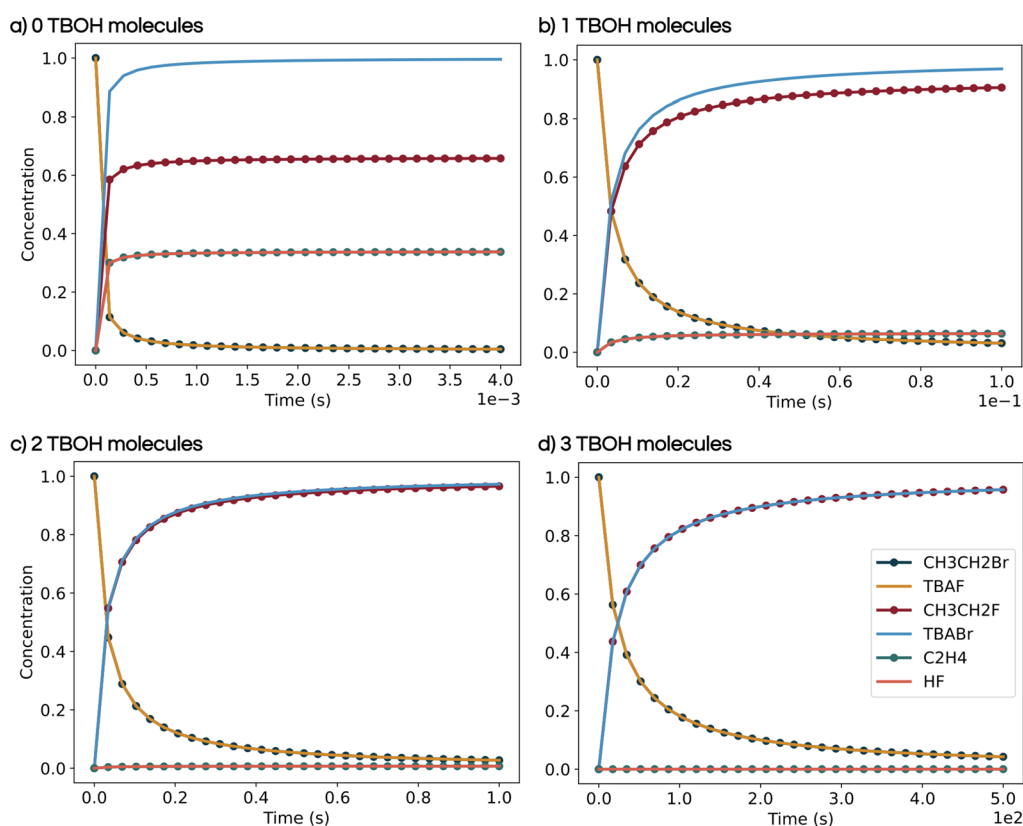 a) 0 TBOH molecules
b) 1 TBOH molecules
1.0
0.8
0.6
0.4
0.2
0.0
Concentration
0.0 0.5 1.0 1.5 2.0 2.5 3.0 3.5 4.0
Time (s)
1e−3
1.0
0.8
0.6
0.4
0.2
0.0
0.0 0.2 0.4 0.6 0.8 1.0
Time (s)
1e−1
c) 2 TBOH molecules
d) 3 TBOH molecules
1.0
0.8
0.6
0.4
0.2
0.0
Concentration
0.0 0.2 0.4 0.6 0.8 1.0
Time (s)
1.0
0.8
0.6
0.4
0.2
0.0
CH3CH2Br
TBAF
CH3CH2F
TBABr
C2H4
HF
0.0 1.0 2.0 3.0 4.0 5.0
Time (s)
1e2